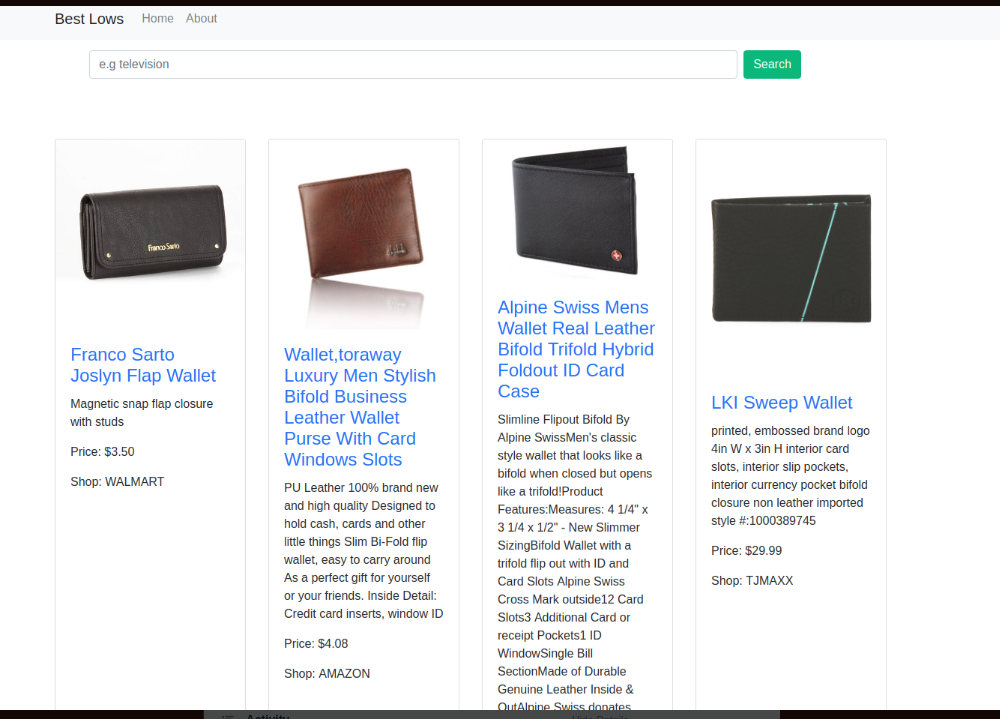 Best Lows Home About
e.g television
Search
Franco Sarto
Franco Sarto
Joslyn Flap Wallet
Magnetic snap flap closure
with studs
Price: $3.50
Shop: WALMART
Wallet,toraway
Luxury Men Stylish
Bifold Business
Leather Wallet
Purse With Card
Windows Slots
PU Leather 100% brand new
and high quality Designed to
hold cash, cards and other
little things Slim Bi-Fold flip
wallet, easy to carry around
As a perfect gift for yourself
or your friends. Inside Detail:
Credit card inserts, window ID
Price: $4.08
Shop: AMAZON
Alpine Swiss Mens
Wallet Real Leather
Bifold Trifold Hybrid
Foldout ID Card
Case
Slimline Flipout Bifold By
Alpine SwissMen's classic
style wallet that looks like a
bifold when closed but opens
like a trifold!Product
Features:Measures: 4 1/4" x
3 1/4 x 1/2" - New Slimmer
SizingBifold Wallet with a
trifold flip out with ID and
Card Slots Alpine Swiss
Cross Mark outside12 Card
Slots3 Additional Card or
receipt Pockets1 ID
WindowSingle Bill
SectionMade of Durable
Genuine Leather Inside &
OutAlpine Swiss donates
LKI Sweep Wallet
printed, embossed brand logo
4in W x 3in H interior card
slots, interior slip pockets,
interior currency pocket bifold
closure non leather imported
style #:1000389745
Price: $29.99
Shop: TJMAXX
Activity